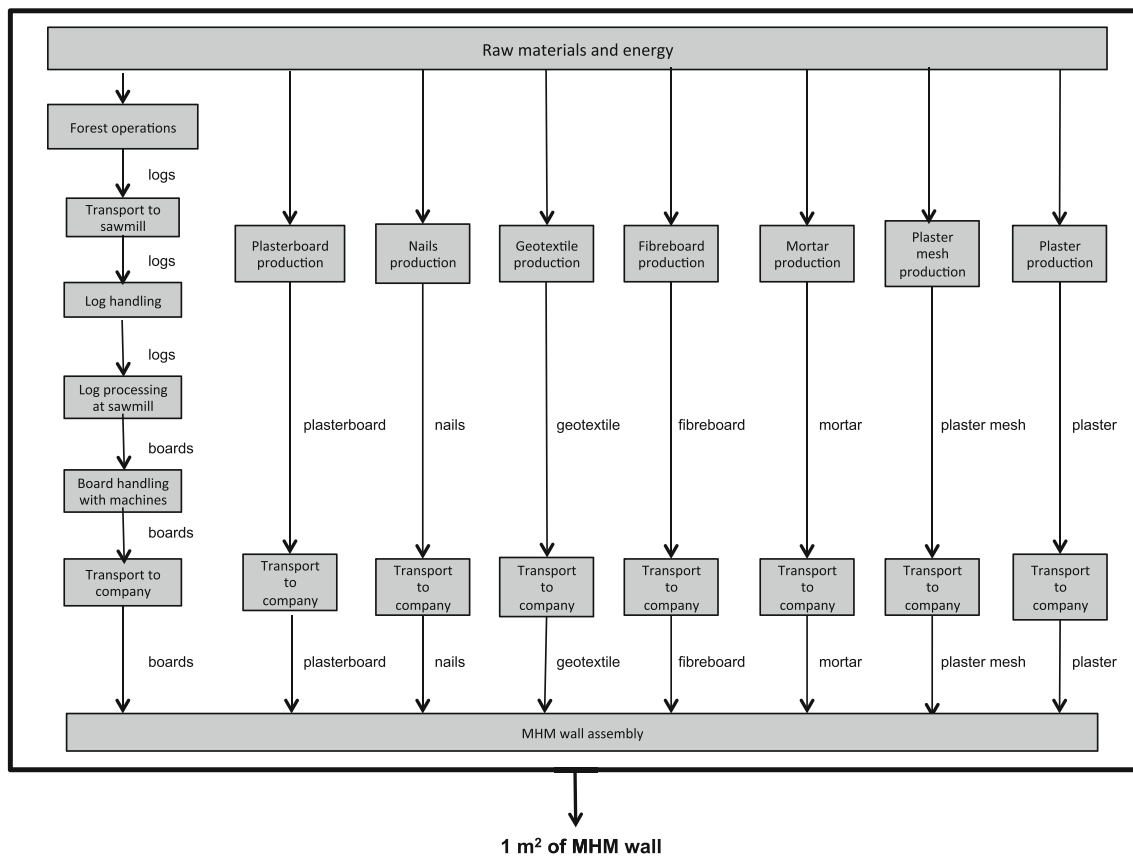 Raw materials and energy
Forest operations
logs
Transport to
sawmill
logs
Log handling
logs
Log processing
at sawmill
boards
Board handling
with machines
boards
Transport to
company
boards
Plasterboard
production
plasterboard
Transport
to
company
plasterboard
Nails
production
nails
Transport
to
company
nails
Geotextile
production
geotextile
Transport
to
company
geotextile
Fibreboard
production
fibreboard
Transport
to
company
fibreboard
Mortar
production
mortar
Transport
to
company
mortar
Plaster
mesh
production
plaster mesh
Transport
to
company
plaster mesh
Plaster
production
plaster
Transport
to
company
plaster
MHM wall assembly
1 m² of MHM wall